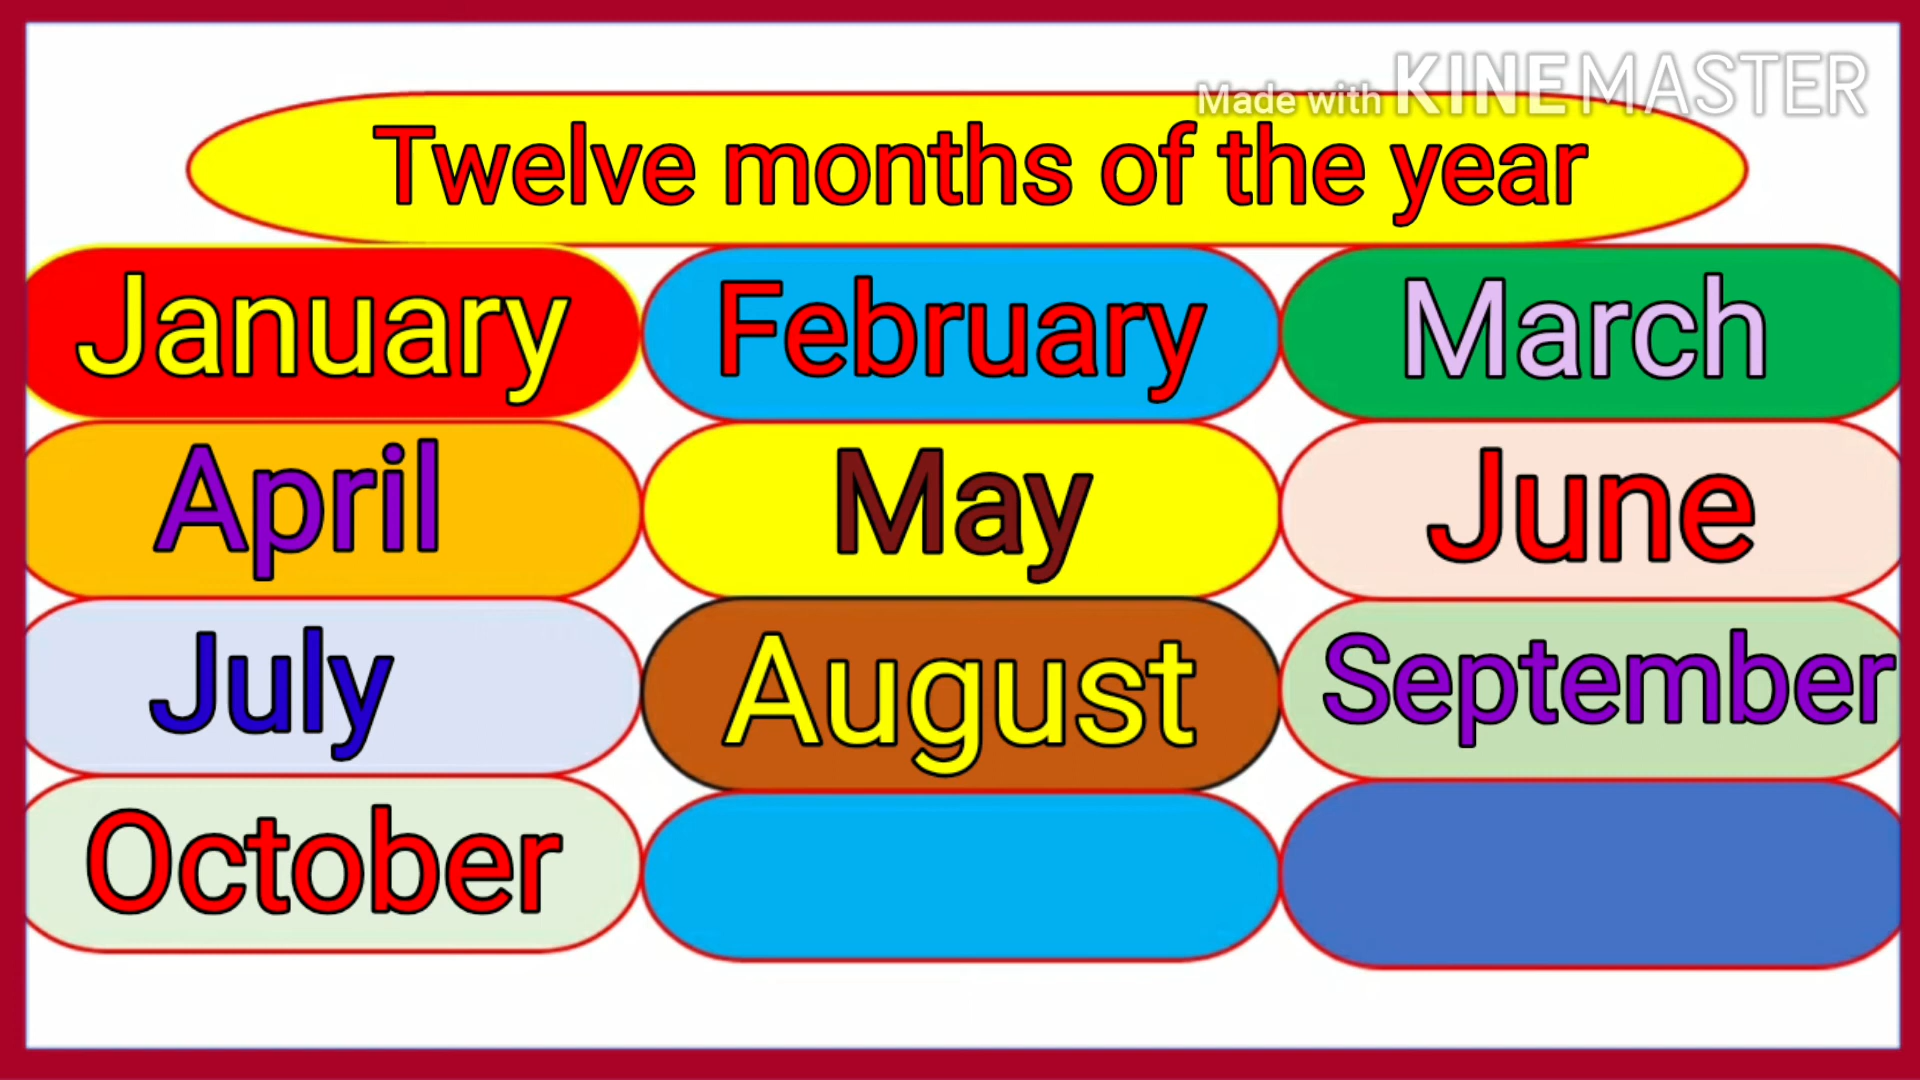 Made with KINEMASTER
Twelve months of the year
January February March
April May June
July August September
October